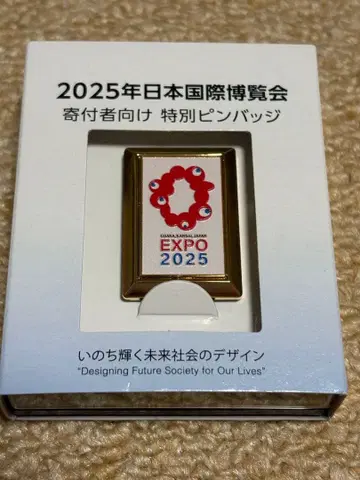 2025年日本国際博覧会
寄付者向け 特別ピンバッジ
OSAKA, KANSAI, JAPAN
EXPO
2025
いのち輝く未来社会のデザイン
"Designing Future Society for Our Lives"